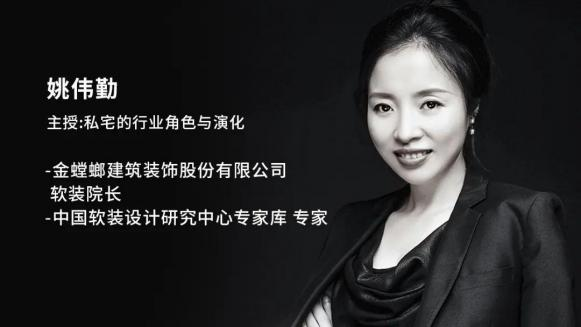 姚伟勤
主授:私宅的行业角色与演化
-金螳螂建筑装饰股份有限公司
软装院长
-中国软装设计研究中心专家库 专家